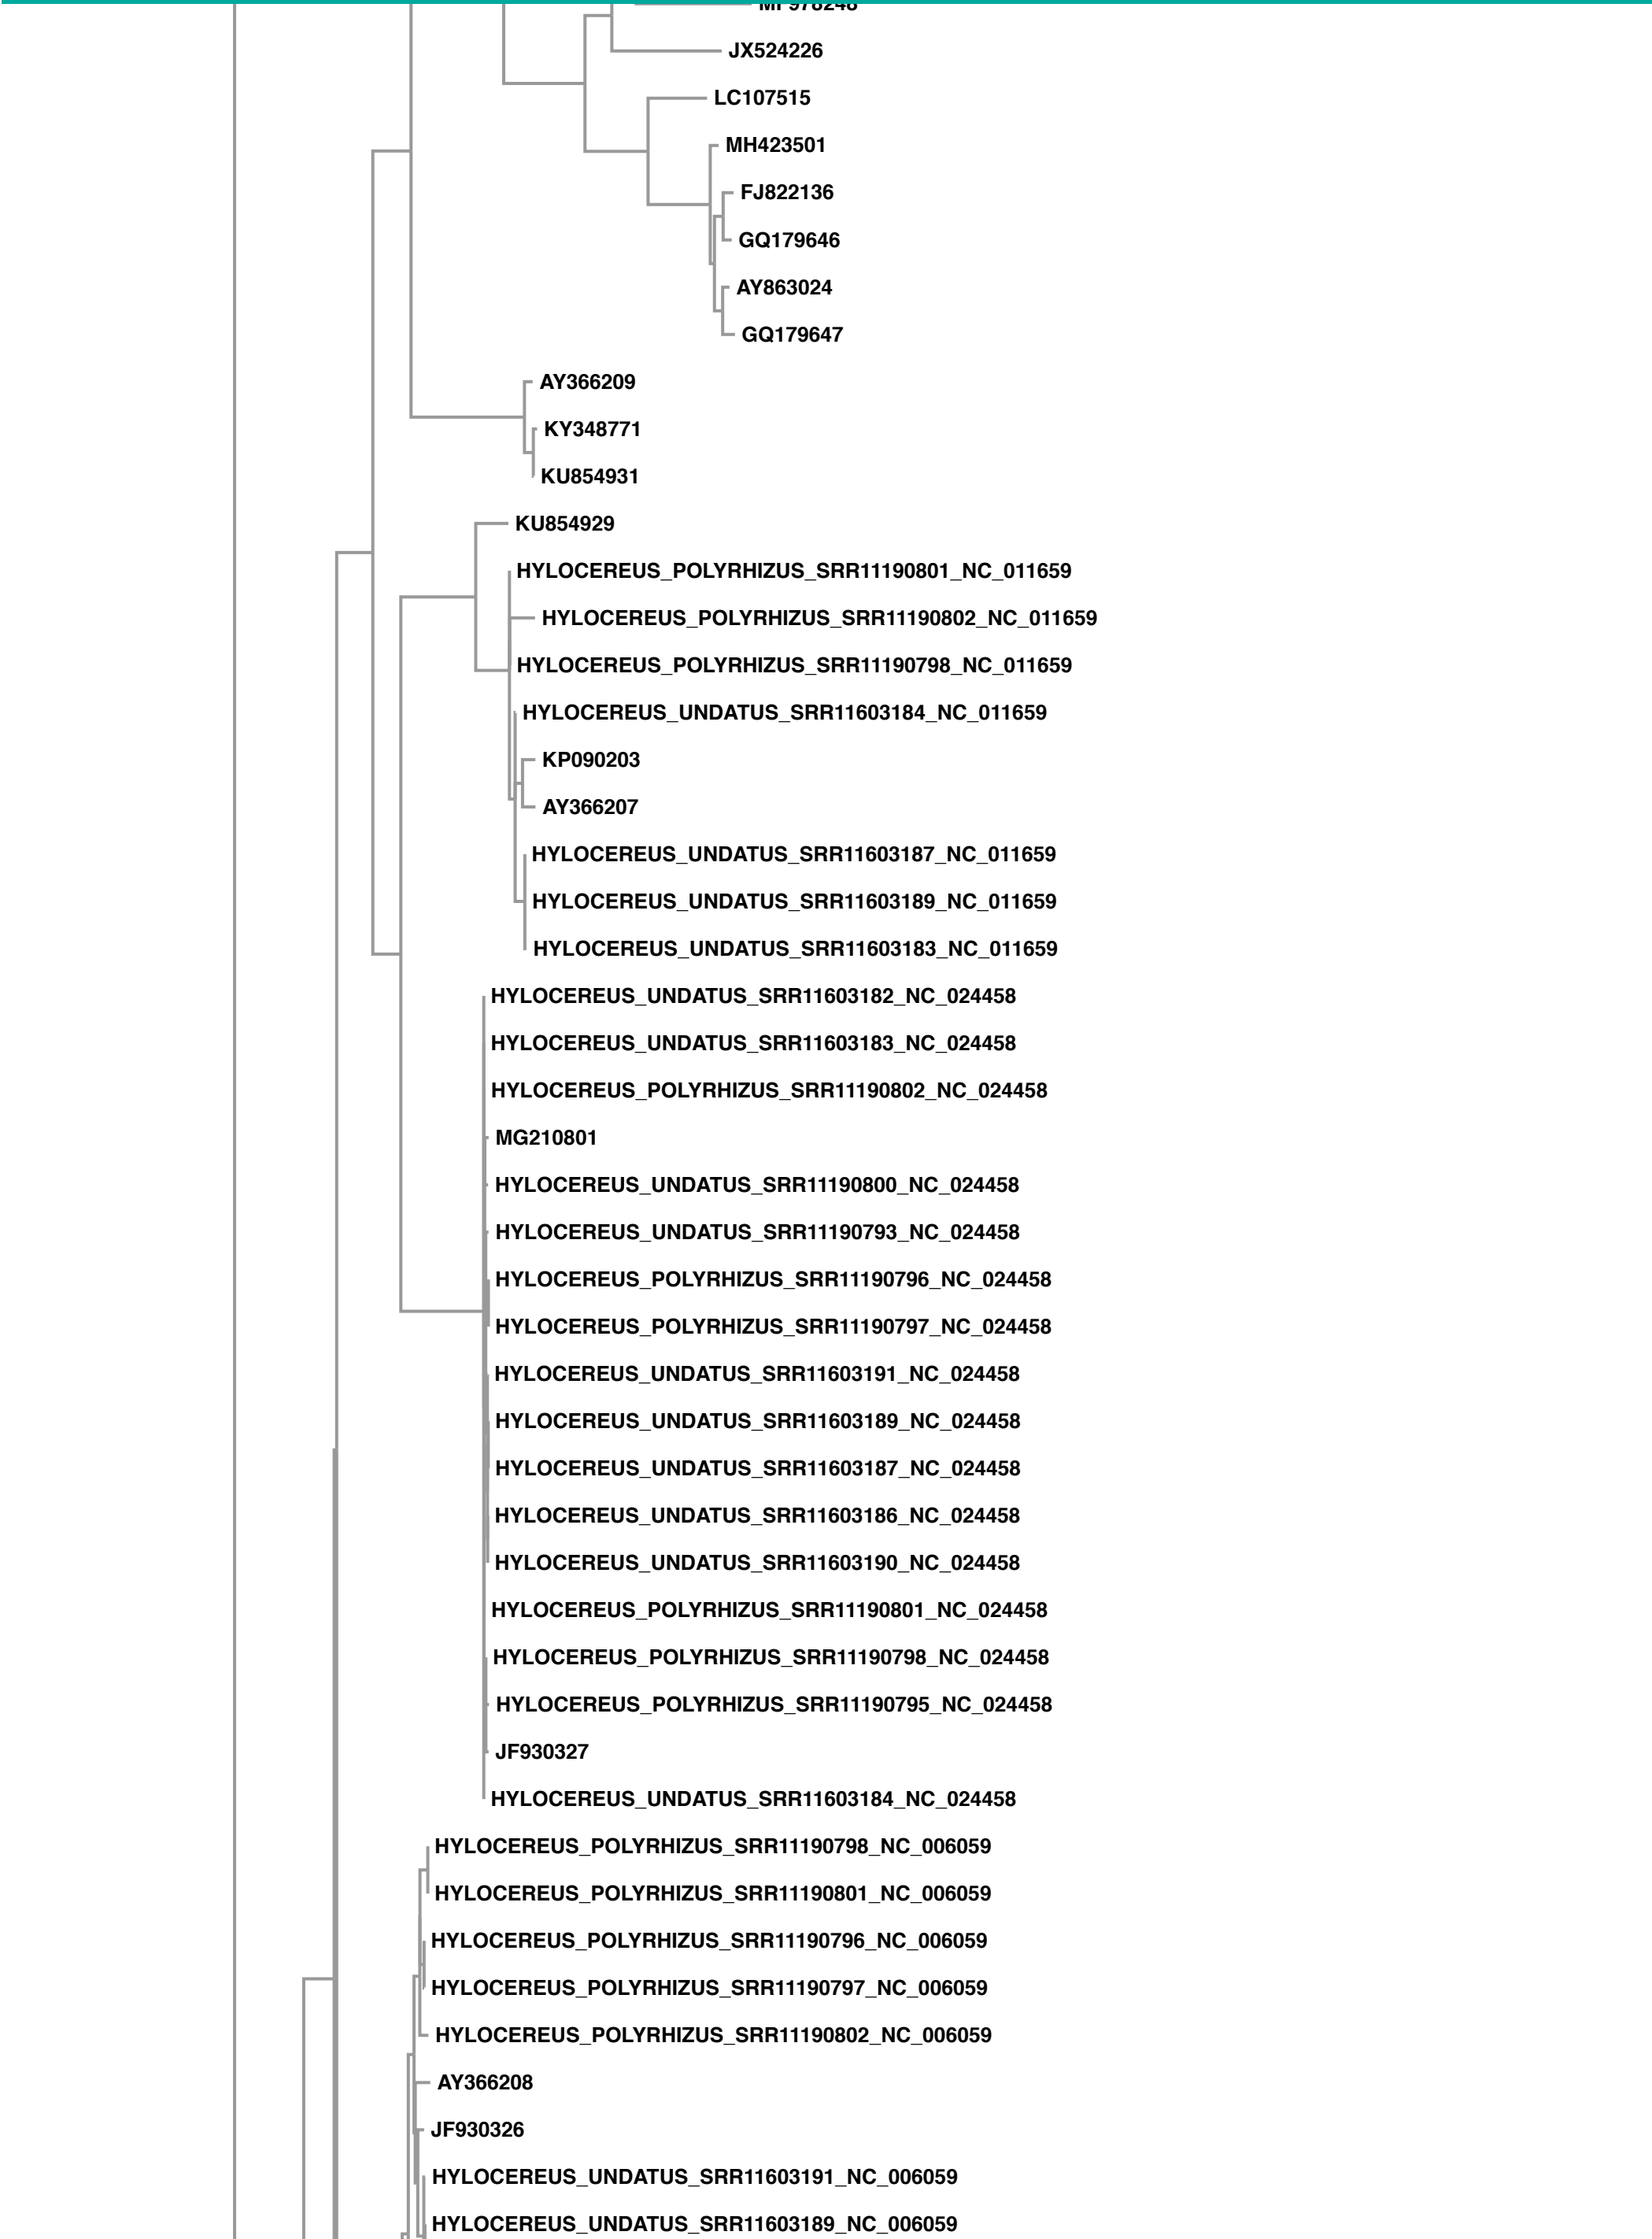 JX524226
LC107515
MH423501
FJ822136
GQ179646
AY863024
GQ179647
AY366209
KY348771
KU854931
KU854929
HYLOCEREUS_POLYRHIZUS_SRR11190801_NC_011659
HYLOCEREUS_POLYRHIZUS_SRR11190802_NC_011659
HYLOCEREUS_POLYRHIZUS_SRR11190798_NC_011659
HYLOCEREUS_UNDATUS_SRR11603184_NC_011659
KP090203
AY366207
HYLOCEREUS_UNDATUS_SRR11603187_NC_011659
HYLOCEREUS_UNDATUS_SRR11603189_NC_011659
HYLOCEREUS_UNDATUS_SRR11603183_NC_011659
HYLOCEREUS_UNDATUS_SRR11603182_NC_024458
HYLOCEREUS_UNDATUS_SRR11603183_NC_024458
HYLOCEREUS_POLYRHIZUS_SRR11190802_NC_024458
MG210801
HYLOCEREUS_UNDATUS_SRR11190800_NC_024458
HYLOCEREUS_UNDATUS_SRR11190793_NC_024458
HYLOCEREUS_POLYRHIZUS_SRR11190796_NC_024458
HYLOCEREUS_POLYRHIZUS_SRR11190797_NC_024458
HYLOCEREUS_UNDATUS_SRR11603191_NC_024458
HYLOCEREUS_UNDATUS_SRR11603189_NC_024458
HYLOCEREUS_UNDATUS_SRR11603187_NC_024458
HYLOCEREUS_UNDATUS_SRR11603186_NC_024458
HYLOCEREUS_UNDATUS_SRR11603190_NC_024458
HYLOCEREUS_POLYRHIZUS_SRR11190801_NC_024458
HYLOCEREUS_POLYRHIZUS_SRR11190798_NC_024458
HYLOCEREUS_POLYRHIZUS_SRR11190795_NC_024458
JF930327
HYLOCEREUS_UNDATUS_SRR11603184_NC_024458
HYLOCEREUS_POLYRHIZUS_SRR11190798_NC_006059
HYLOCEREUS_POLYRHIZUS_SRR11190801_NC_006059
HYLOCEREUS_POLYRHIZUS_SRR11190796_NC_006059
HYLOCEREUS_POLYRHIZUS_SRR11190797_NC_006059
HYLOCEREUS_POLYRHIZUS_SRR11190802_NC_006059
AY366208
JF930326
HYLOCEREUS_UNDATUS_SRR11603191_NC_006059
HYLOCEREUS_UNDATUS_SRR11603189_NC_006059